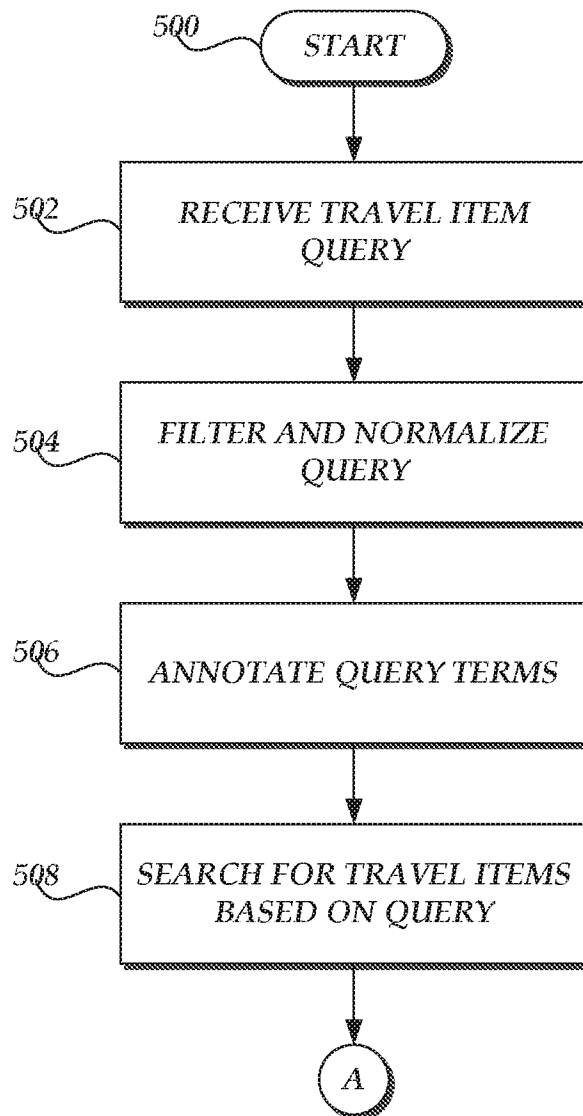 500
START
502
RECEIVE TRAVEL ITEM
QUERY
504
FILTER AND NORMALIZE
QUERY
506
ANNOTATE QUERY TERMS
508
SEARCH FOR TRAVEL ITEMS
BASED ON QUERY
A